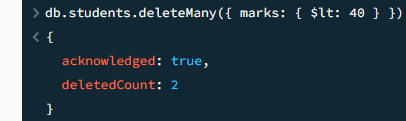 > db.students.deleteMany({ marks: { $lt: 40 } })
< {
acknowledged: true,
deletedCount: 2
}